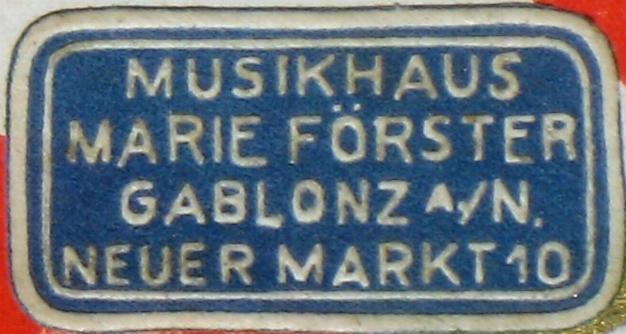 MUSIKHAUS
MARIE FÖRSTER
GABLONZ A/N.
NEUER MARKT 10